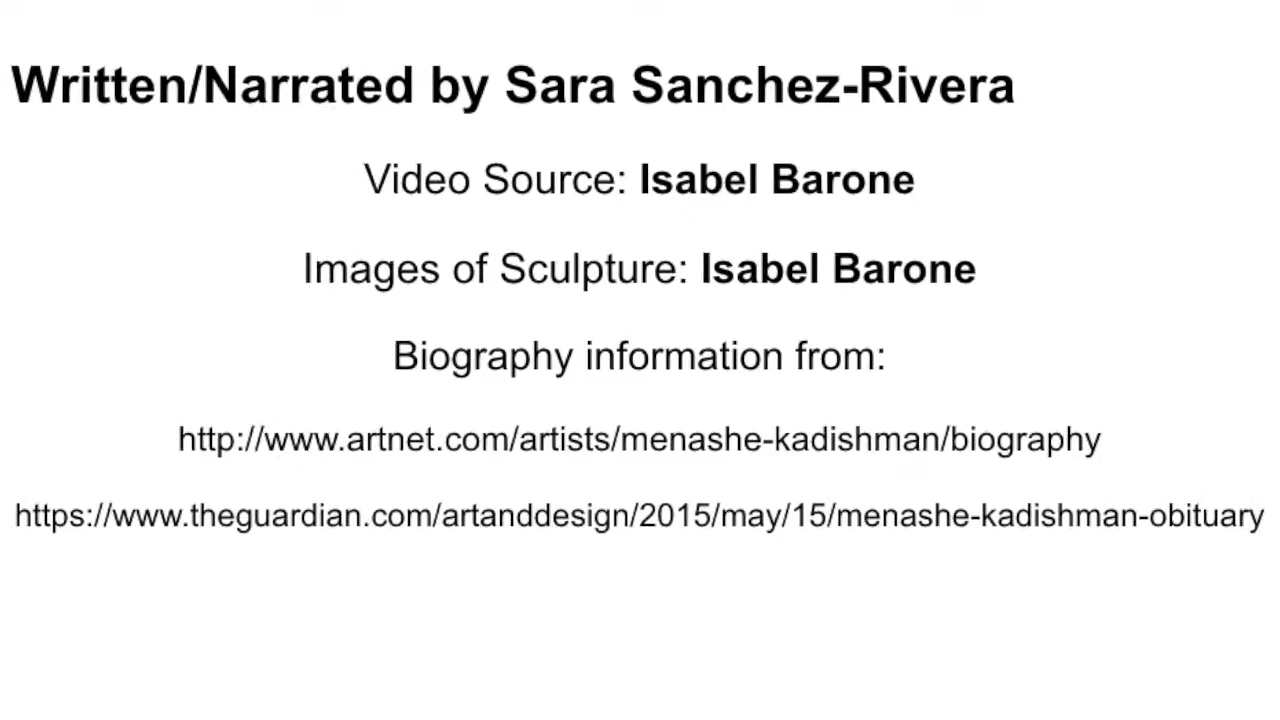 Written/Narrated by Sara Sanchez-Rivera
Video Source: Isabel Barone
Images of Sculpture: Isabel Barone
Biography information from:
http://www.artnet.com/artists/menashe-kadishman/biography
https://www.theguardian.com/artanddesign/2015/may/15/menashe-kadishman-obituary